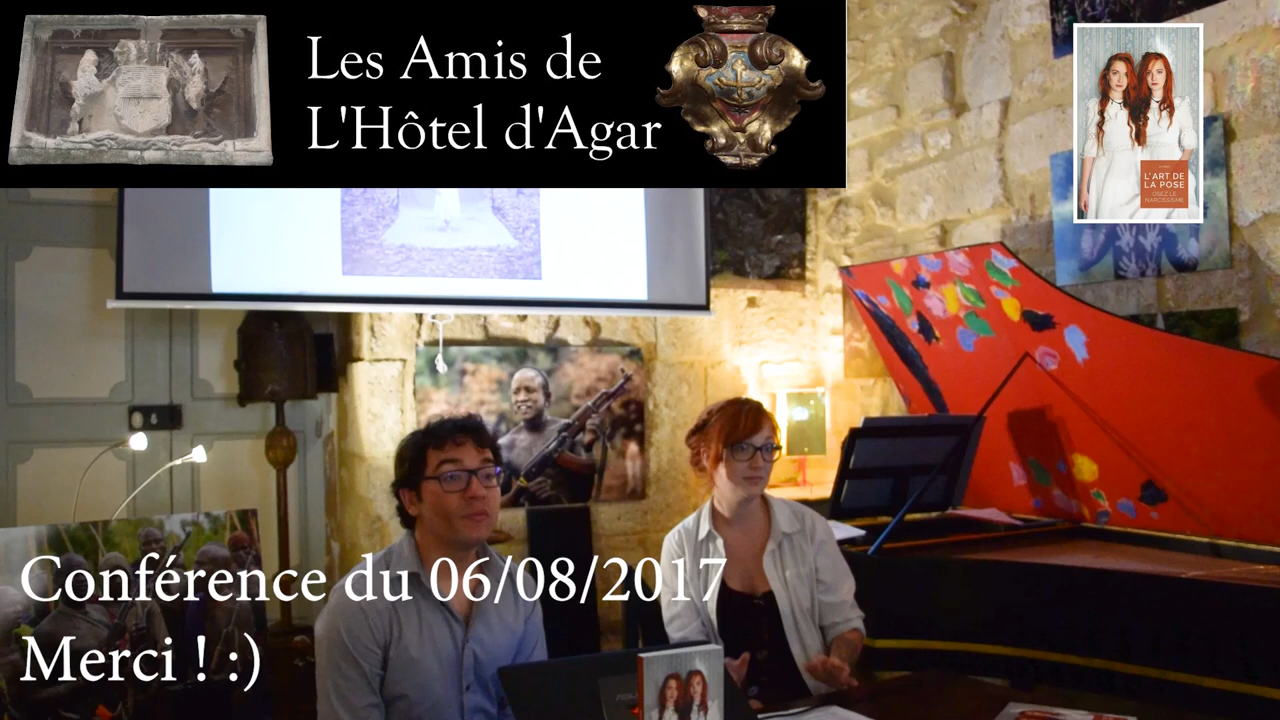 Les Amis de
L'Hôtel d'Agar
L'ART DE
LA POSE
OSEZ LE
NARCISSISME
Conférence du 06/08/2017
Merci ! :)